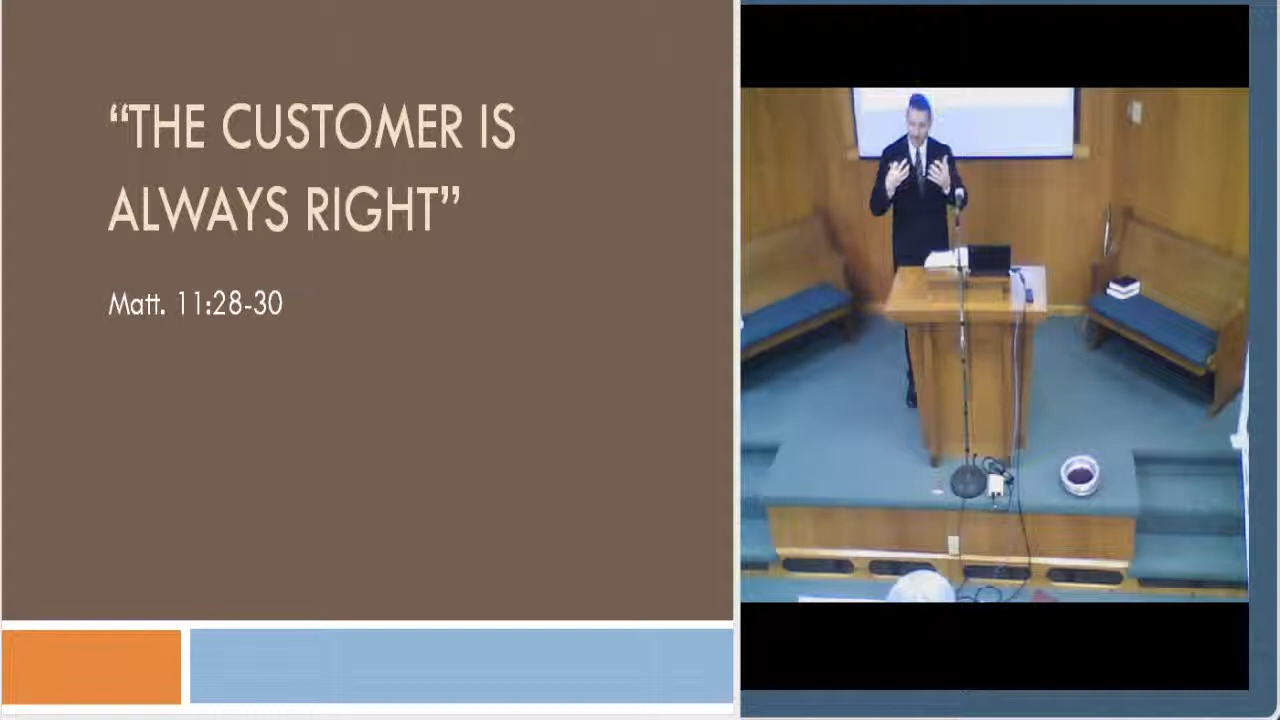 “THE CUSTOMER IS
ALWAYS RIGHT”
Matt. 11:28-30